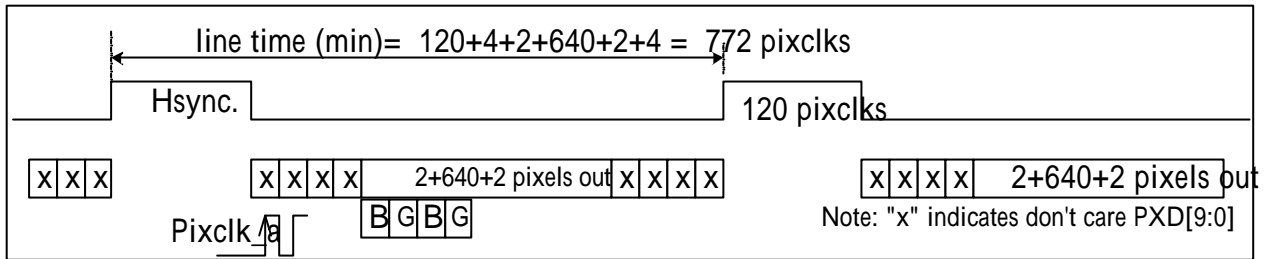 line time (min)= 120+4+2+640+2+4 = 772 pixclks
Hsync. 120 pixclks
x x x x x x x 2+640+2 pixels out x x x x x x x x 2+640+2 pixels out
B G B G Note: "x" indicates don't care PXD[9:0]
Pixclk_a